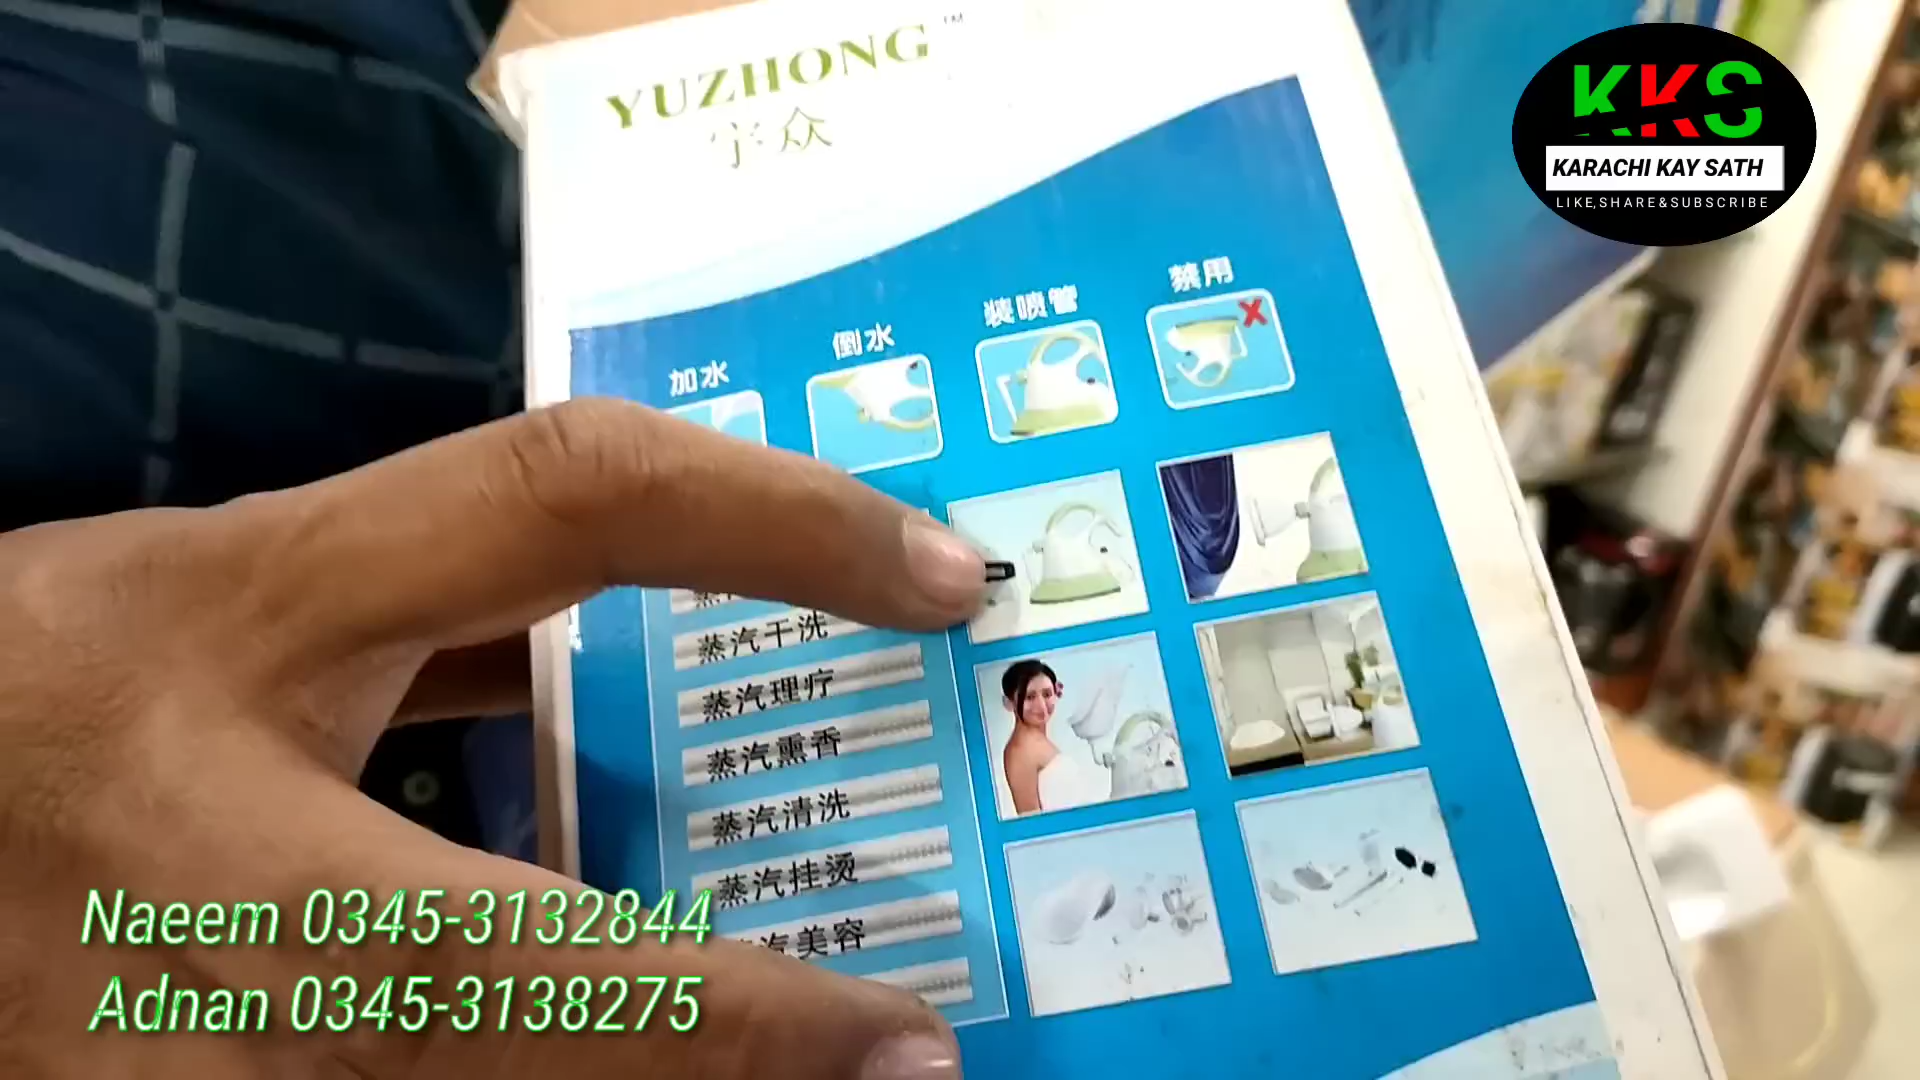 YUZHONG™
宇众
KKS
KARACHI KAY SATH
LIKE,SHARE&SUBSCRIBE
加水
倒水
装喷管
禁用
蒸汽干洗
蒸汽理疗
蒸汽熏香
蒸汽清洗
蒸汽挂烫
汽美容
Naeem 0345-3132844
Adnan 0345-3138275